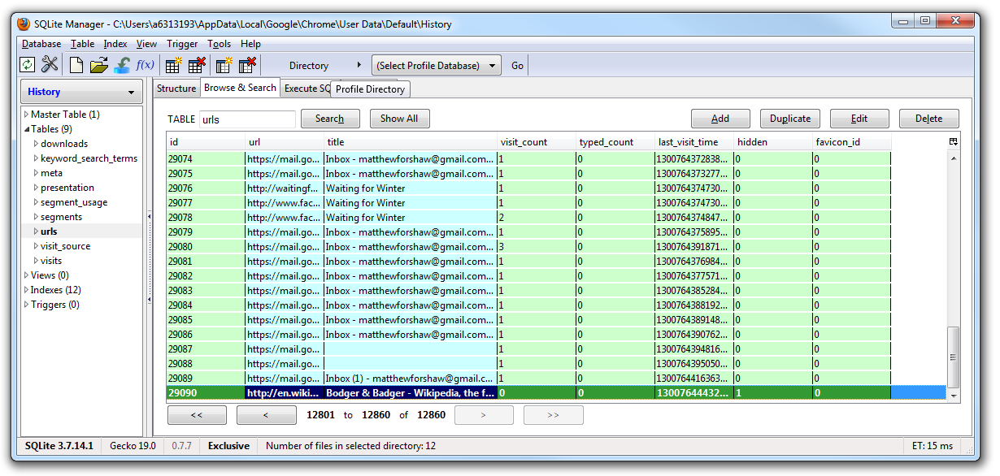 SQLite Manager - C:\Users\a6313193\AppData\Local\Google\Chrome\User Data\Default\History
Database Table Index View Trigger Tools Help
f(x) Directory (Select Profile Database) Go
History
Master Table (1)
Tables (9)
downloads
keyword_search_terms
meta
presentation
segment_usage
segments
urls
visit_source
visits
Views (0)
Indexes (12)
Triggers (0)
Structure Browse & Search Execute SQ Profile Directory
TABLE urls Search Show All Add Duplicate Edit Delete
id url title visit_count typed_count last_visit_time hidden favicon_id
29074 https://mail.go... Inbox - matthewforshaw@gmail.com... 1 0 1300764372838... 0 0
29075 https://mail.go... Inbox - matthewforshaw@gmail.com... 1 0 1300764373277... 0 0
29076 http://waitingf... Waiting for Winter 1 0 1300764374730... 0 0
29077 http://www.fac... Waiting for Winter 1 0 1300764374730... 0 0
29078 http://www.fac... Waiting for Winter 2 0 1300764374847... 0 0
29079 https://mail.go... Inbox - matthewforshaw@gmail.com... 1 0 1300764375895... 0 0
29080 https://mail.go... Inbox - matthewforshaw@gmail.com... 3 0 1300764391871... 0 0
29081 https://mail.go... Inbox - matthewforshaw@gmail.com... 1 0 1300764376984... 0 0
29082 https://mail.go... Inbox - matthewforshaw@gmail.com... 1 0 1300764377571... 0 0
29083 https://mail.go... Inbox - matthewforshaw@gmail.com... 1 0 1300764385284... 0 0
29084 https://mail.go... Inbox - matthewforshaw@gmail.com... 1 0 1300764388192... 0 0
29085 https://mail.go... Inbox - matthewforshaw@gmail.com... 1 0 1300764389148... 0 0
29086 https://mail.go... Inbox - matthewforshaw@gmail.com... 1 0 1300764390762... 0 0
29087 https://mail.go... 1 0 1300764394816... 0 0
29088 https://mail.go... 1 0 1300764395050... 0 0
29089 https://mail.go... Inbox (1) - matthewforshaw@gmail.c... 1 0 1300764416363... 0 0
29090 http://en.wiki... Bodger & Badger - Wikipedia, the f... 0 0 13007644432... 1 0
<< < 12801 to 12860 of 12860 > >>
SQLite 3.7.14.1 Gecko 19.0 0.7.7 Exclusive Number of files in selected directory: 12 ET: 15 ms